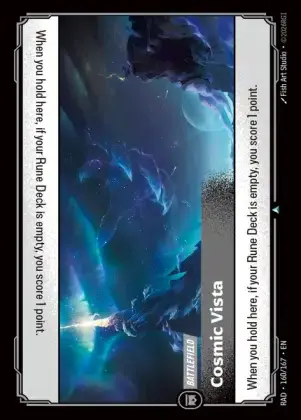 When you hold here, if your Rune Deck is empty, you score 1 point.
BATTLEFIELD
Cosmic Vista
When you hold here, if your Rune Deck is empty, you score 1 point.
RAD • 160/167 • EN
Fish Art Studio • ©2026RGT